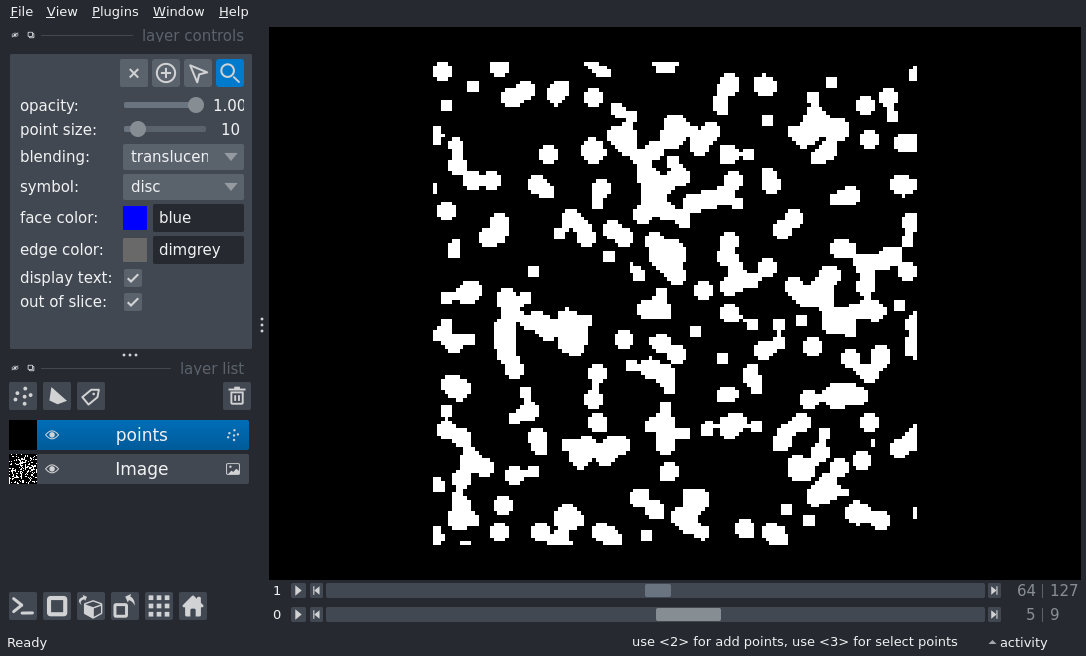 File View Plugins Window Help
layer controls
opacity: 1.00
point size: 10
blending: translucen
symbol: disc
face color: blue
edge color: dimgrey
display text:
out of slice:
layer list
points
Image
1 64 | 127
0 5 | 9
Ready use <2> for add points, use <3> for select points activity